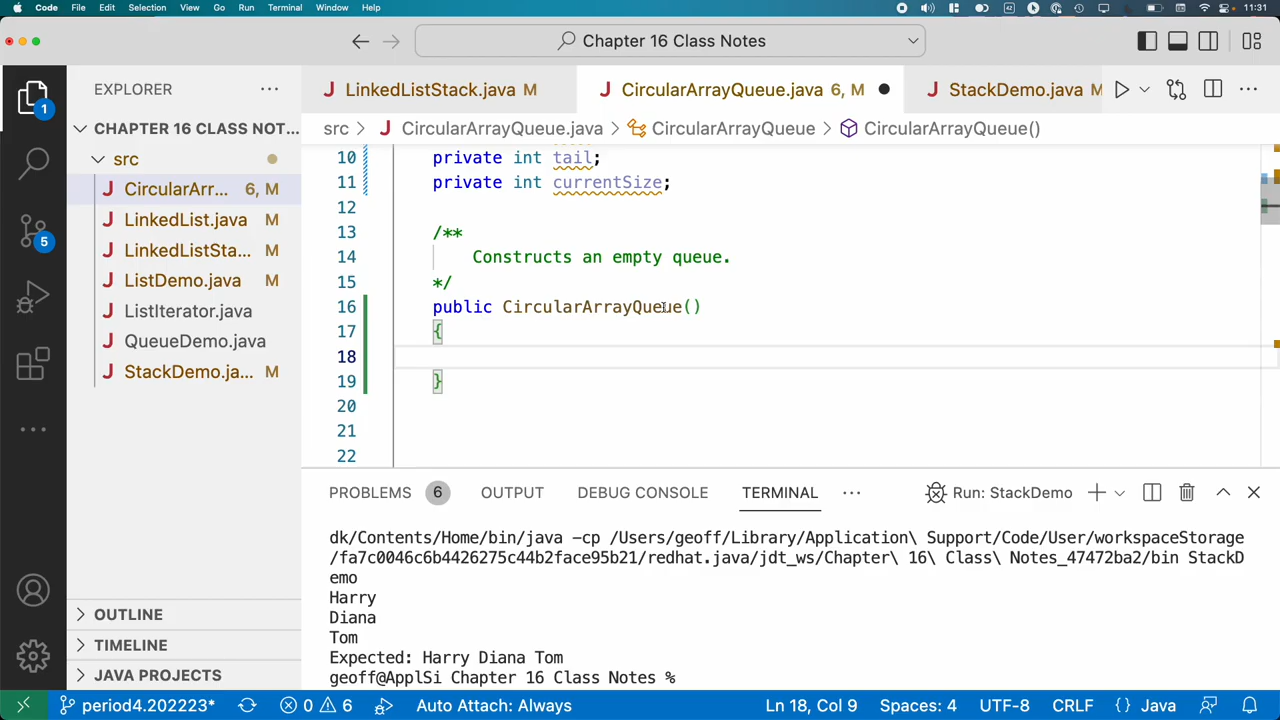 Code File Edit Selection View Go Run Terminal Window Help 11:31
Chapter 16 Class Notes
EXPLORER
LinkedListStack.java M
CircularArrayQueue.java 6, M
StackDemo.java M
src > CircularArrayQueue.java > CircularArrayQueue > CircularArrayQueue()
CHAPTER 16 CLASS NOT...
src
CircularArr... 6, M
LinkedList.java M
LinkedListSta... M
ListDemo.java M
ListIterator.java
QueueDemo.java
StackDemo.ja... M
1
5
OUTLINE
TIMELINE
JAVA PROJECTS
10 private int tail;
11 private int currentSize;
12
13 /**
14 Constructs an empty queue.
15 */
16 public CircularArrayQueue()
17 {
18
19 }
20
21
22
PROBLEMS 6 OUTPUT DEBUG CONSOLE TERMINAL Run: StackDemo
dk/Contents/Home/bin/java -cp /Users/geoff/Library/Application\ Support/Code/User/workspaceStorage
/fa7c0046c6b4426275c44b2face95b21/redhat.java/jdt_ws/Chapter\ 16\ Class\ Notes_47472ba2/bin StackD
emo
Harry
Diana
Tom
Expected: Harry Diana Tom
geoff@ApplSi Chapter 16 Class Notes %
period4.202223* 0 6 Auto Attach: Always Ln 18, Col 9 Spaces: 4 UTF-8 CRLF {} Java